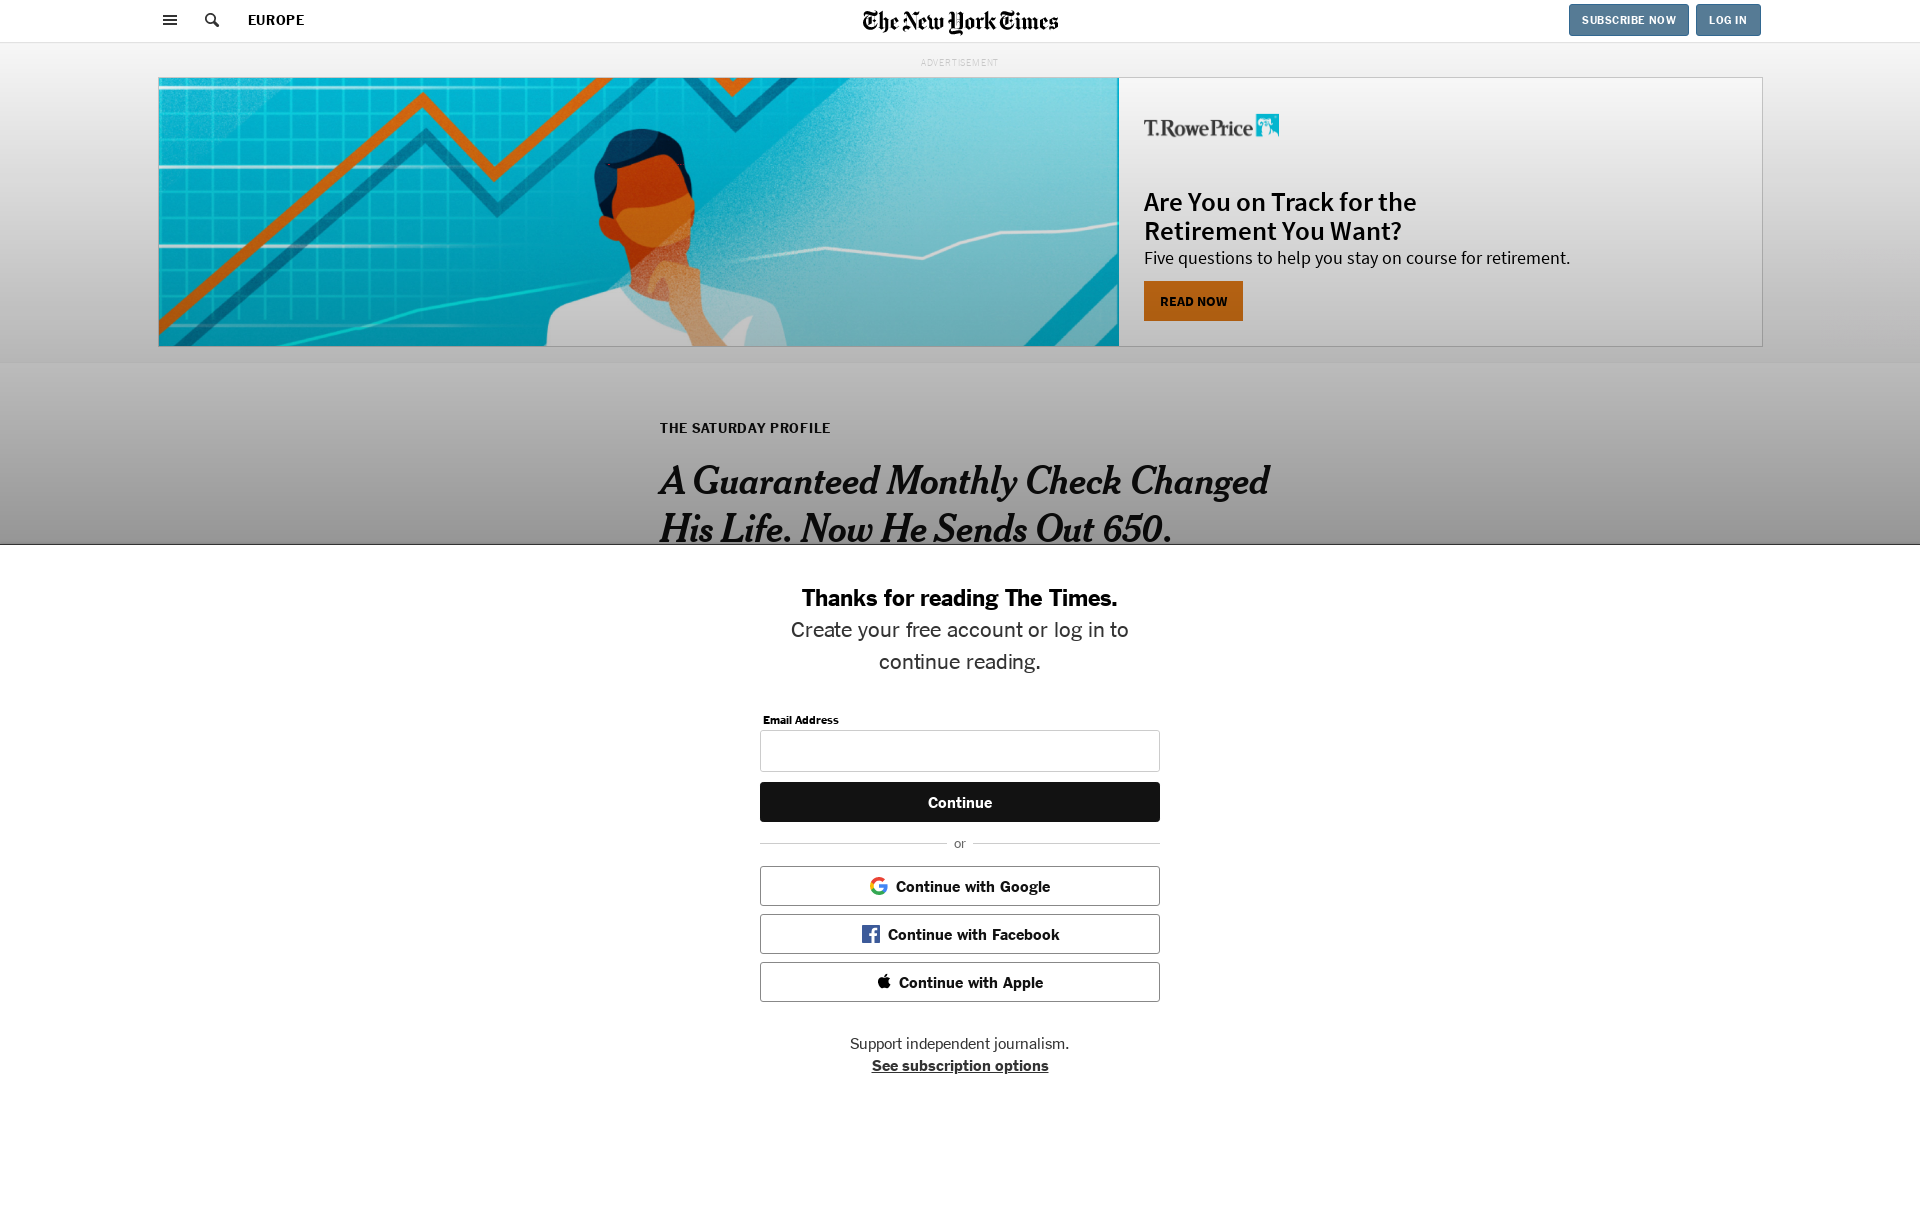 EUROPE
The New York Times
SUBSCRIBE NOW
LOG IN
ADVERTISEMENT
T.RowePrice
Are You on Track for the
Retirement You Want?
Five questions to help you stay on course for retirement.
READ NOW
THE SATURDAY PROFILE
A Guaranteed Monthly Check Changed
His Life. Now He Sends Out 650.
Thanks for reading The Times.
Create your free account or log in to
continue reading.
Email Address
Continue
or
Continue with Google
Continue with Facebook
Continue with Apple
Support independent journalism.
See subscription options